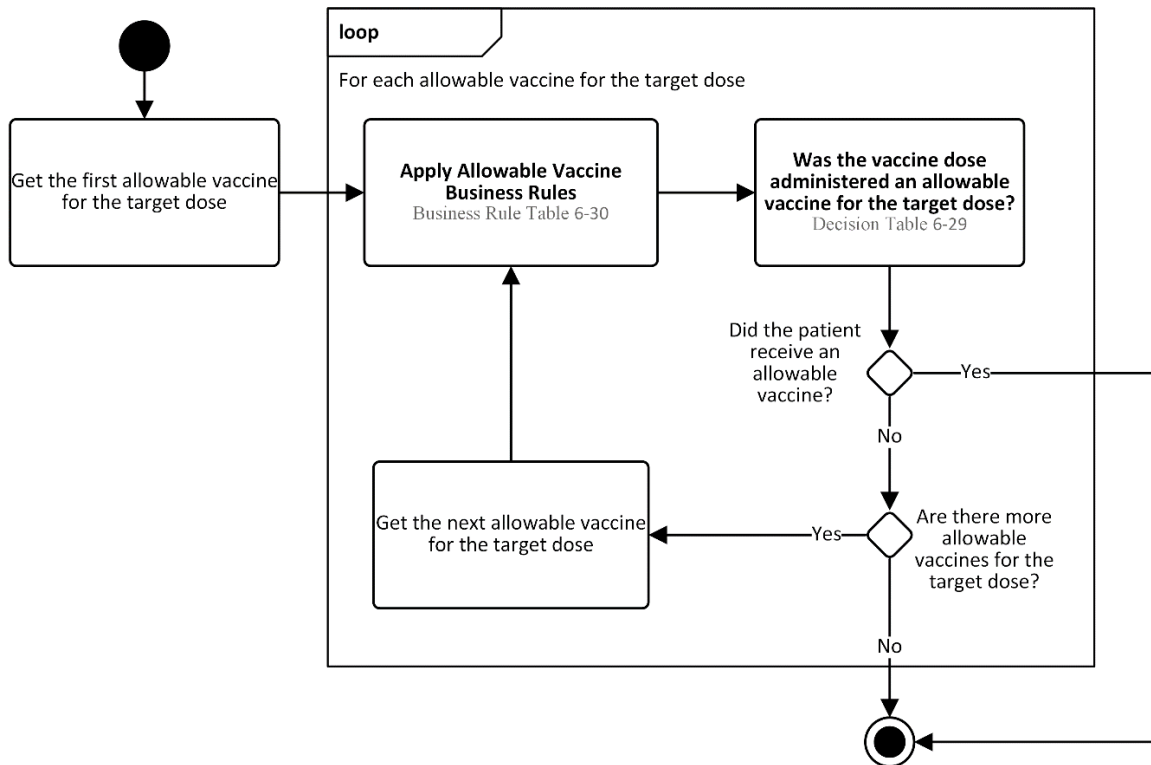 loop
For each allowable vaccine for the target dose
Get the first allowable vaccine
for the target dose
Apply Allowable Vaccine
Business Rules
Business Rule Table 6-30
Was the vaccine dose
administered an allowable
vaccine for the target dose?
Decision Table 6-29
Did the patient
receive an
allowable
vaccine?
Yes
No
Get the next allowable vaccine
for the target dose
Yes
Are there more
allowable
vaccines for the
target dose?
No